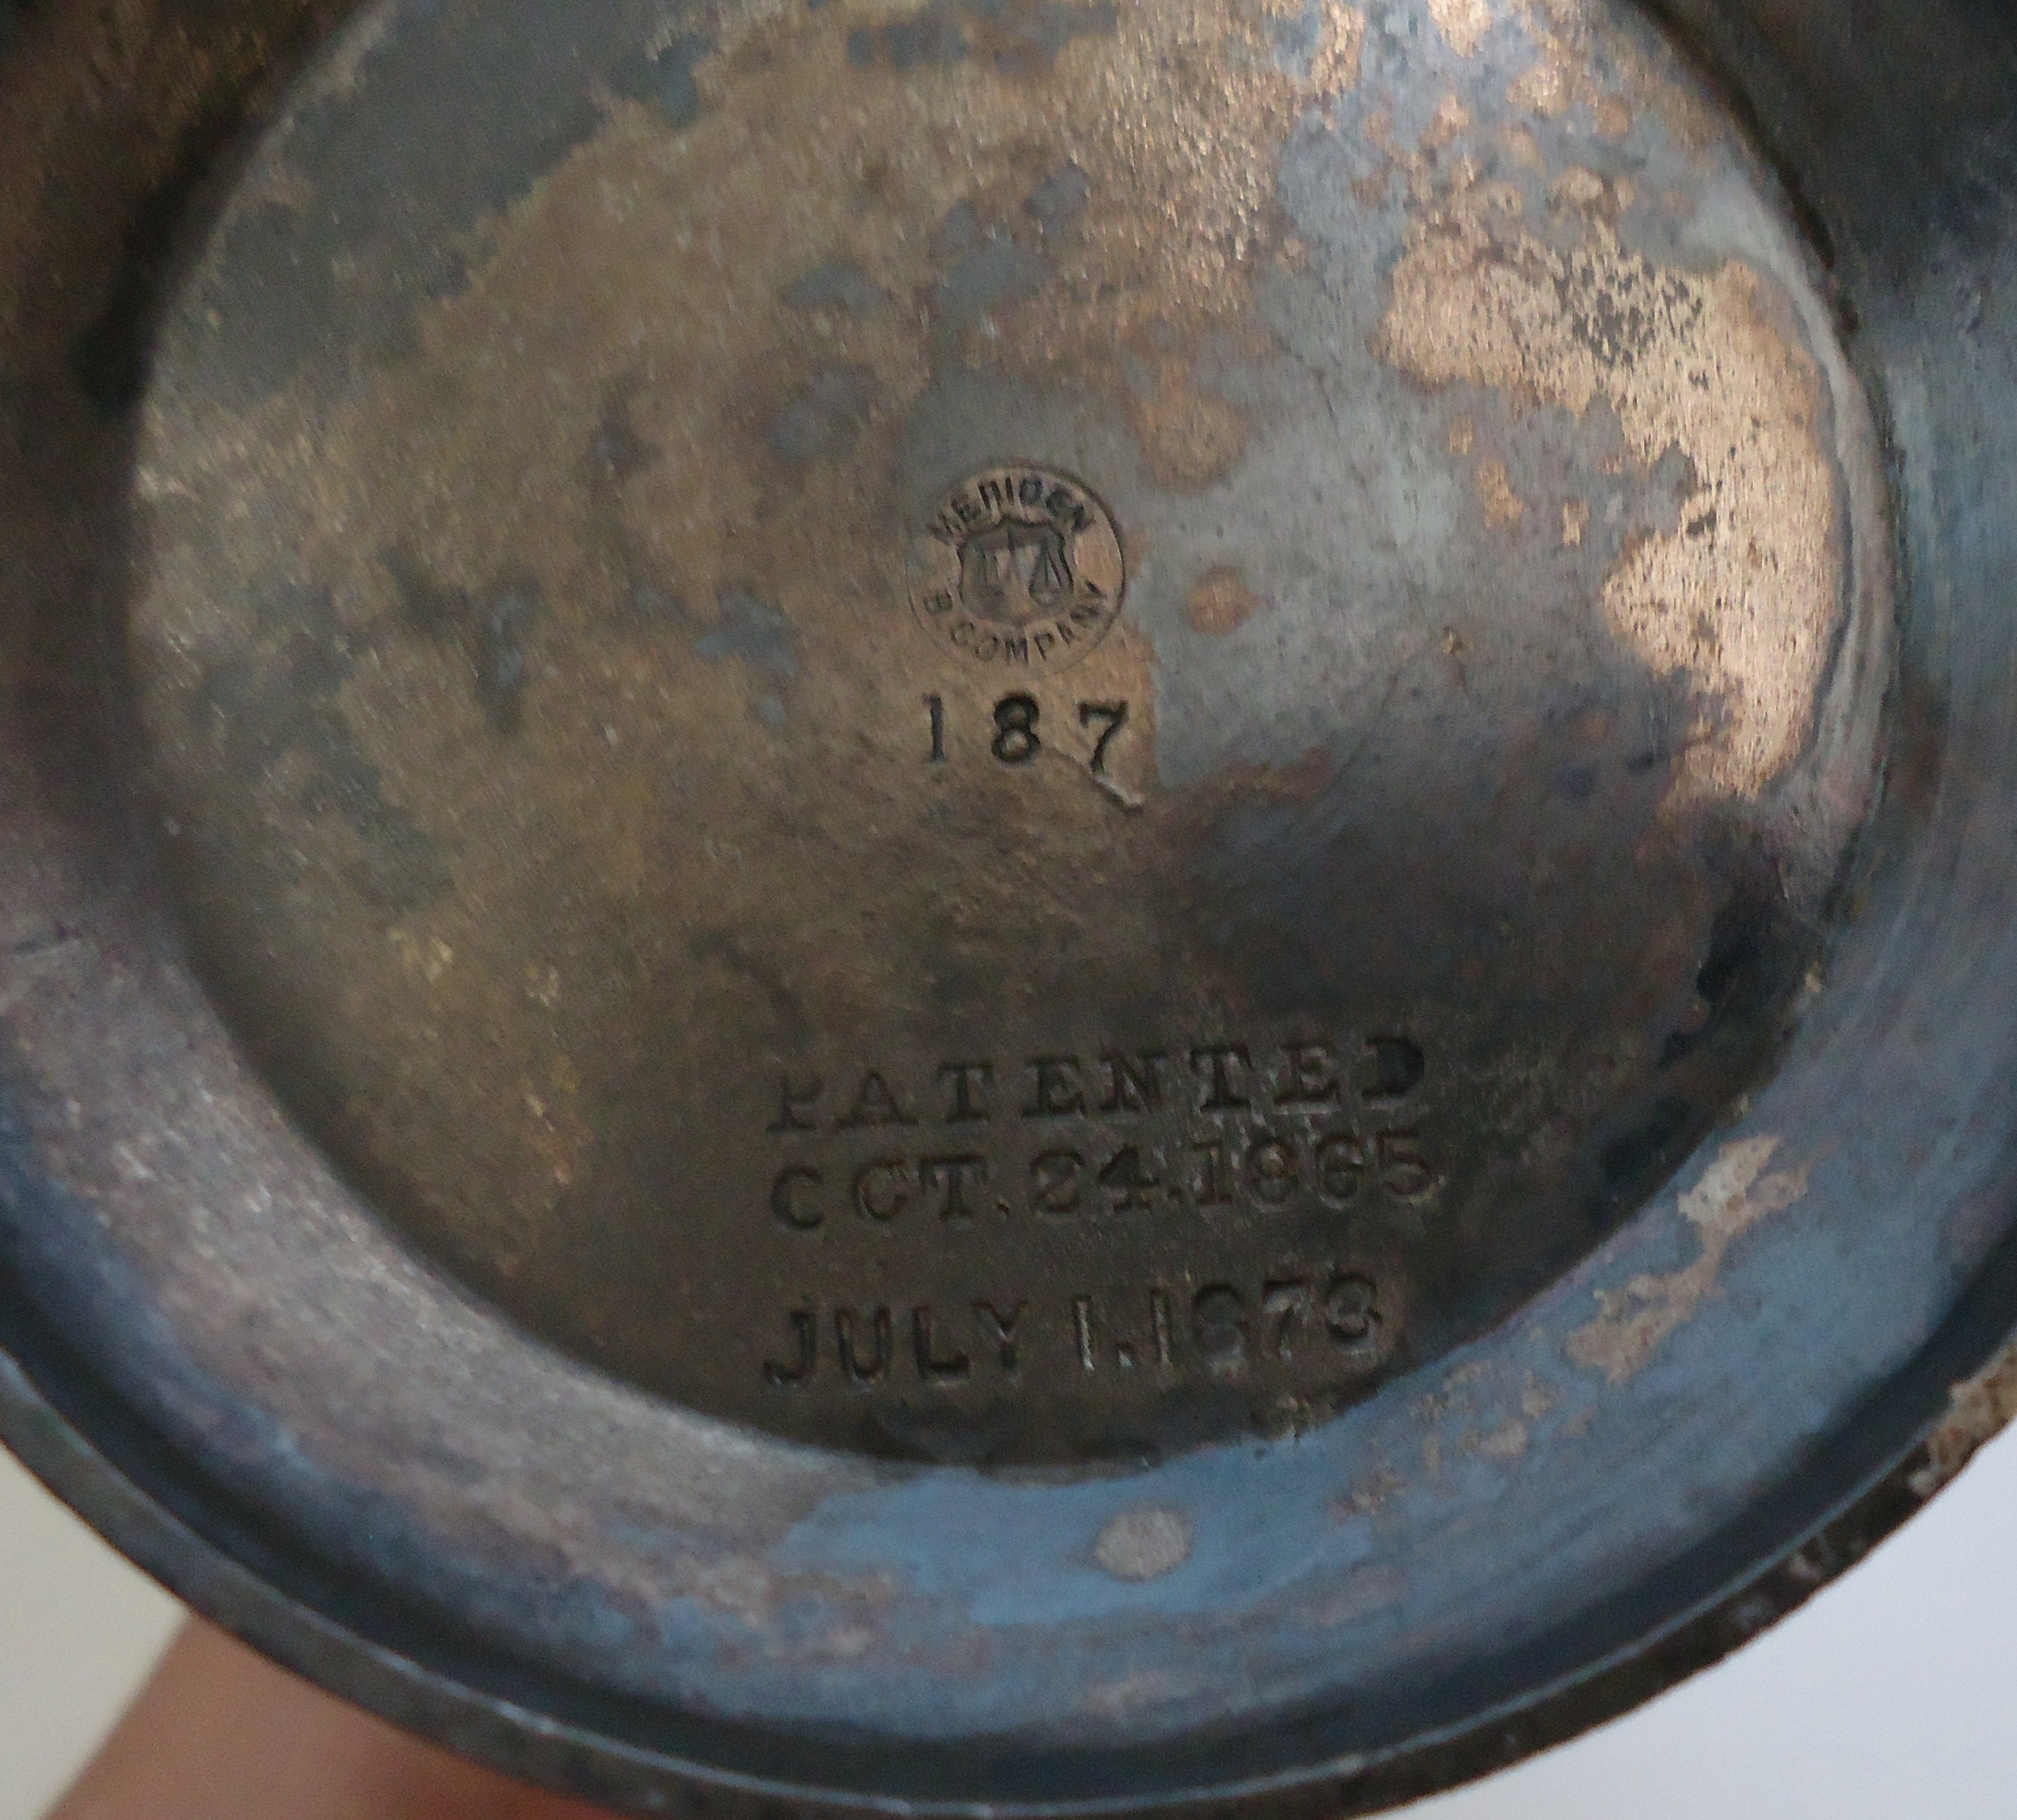 MERIDEN
B COMPANY
187
PATENTED
OCT. 24.1865
JULY 1.1873